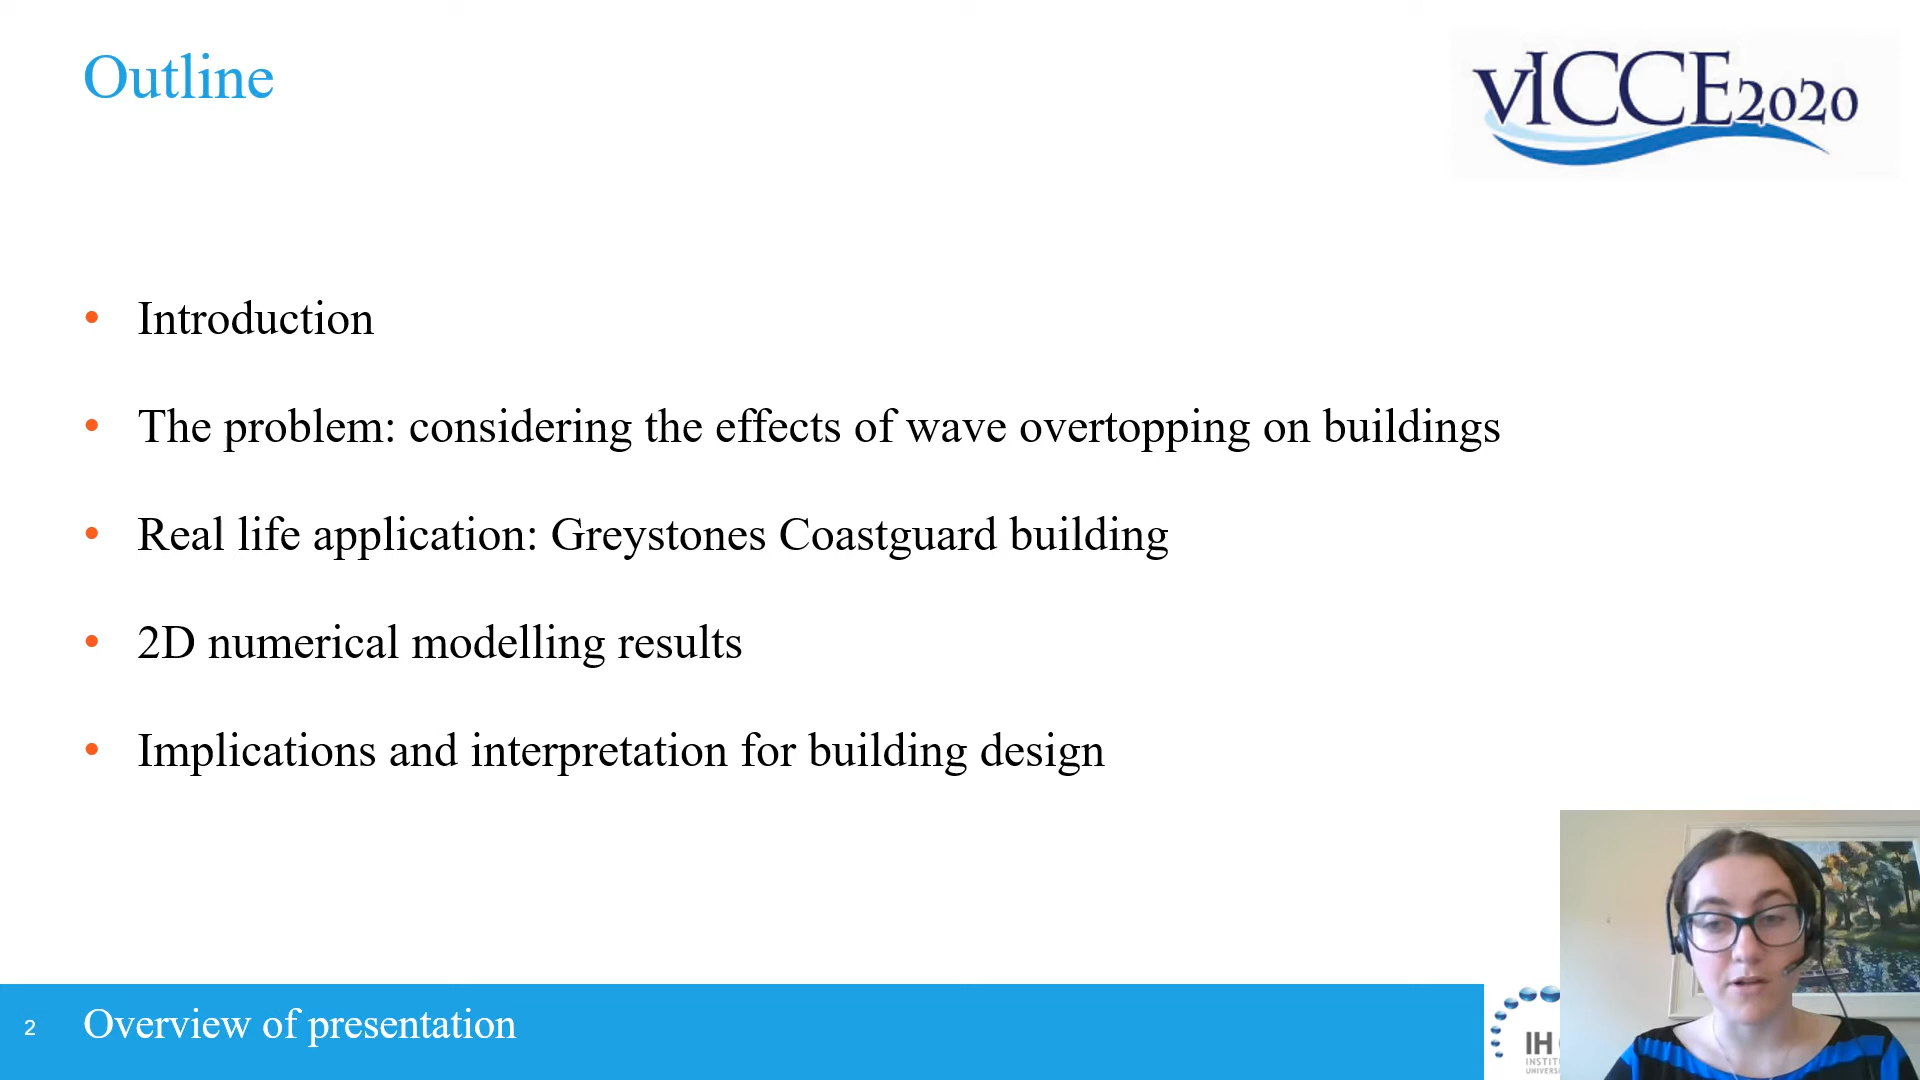 Outline
vICCE2020
• Introduction
• The problem: considering the effects of wave overtopping on buildings
• Real life application: Greystones Coastguard building
• 2D numerical modelling results
• Implications and interpretation for building design
2 Overview of presentation
IH